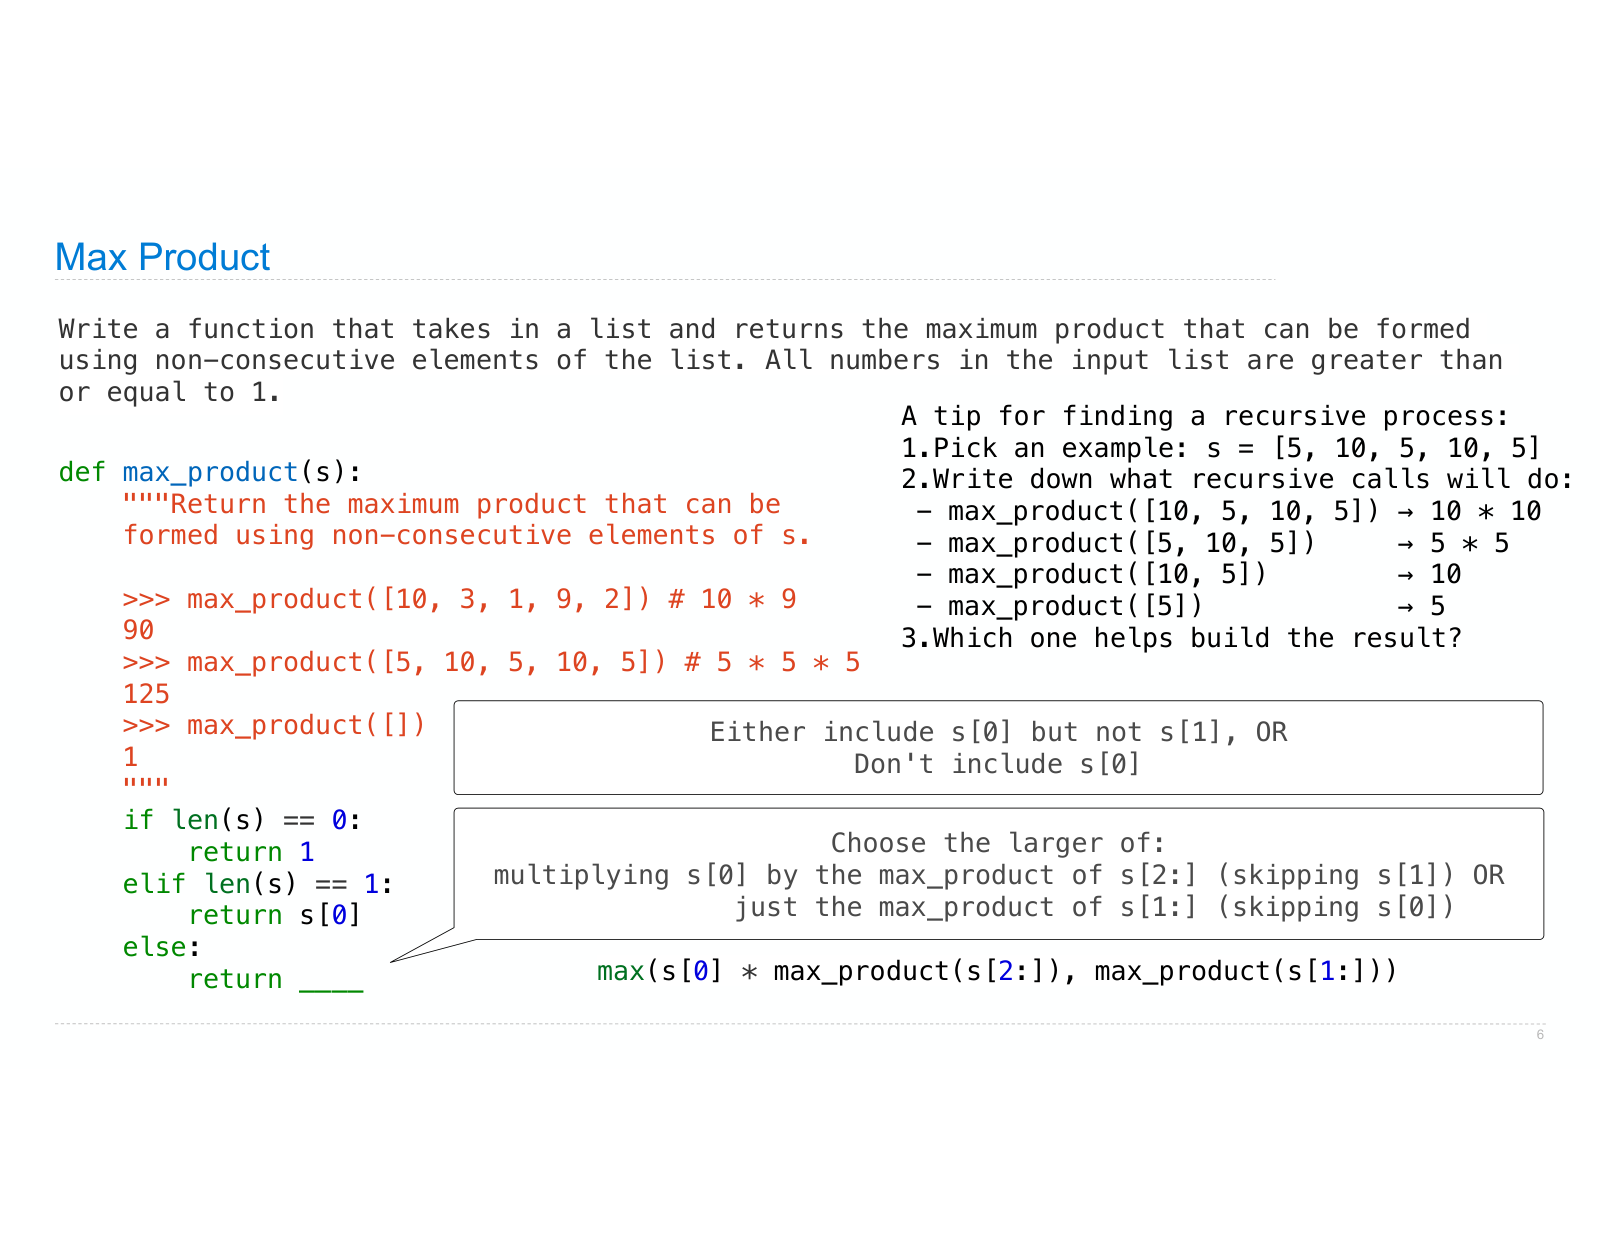 Max Product
Write a function that takes in a list and returns the maximum product that can be formed
using non-consecutive elements of the list. All numbers in the input list are greater than
or equal to 1.
def max_product(s):
    """Return the maximum product that can be
    formed using non-consecutive elements of s.
    >>> max_product([10, 3, 1, 9, 2]) # 10 * 9
    90
    >>> max_product([5, 10, 5, 10, 5]) # 5 * 5 * 5
    125
    >>> max_product([])
    1
    """
    if len(s) == 0:
        return 1
    elif len(s) == 1:
        return s[0]
    else:
        return ____
A tip for finding a recursive process:
1.Pick an example: s = [5, 10, 5, 10, 5]
2.Write down what recursive calls will do:
 - max_product([10, 5, 10, 5]) → 10 * 10
 - max_product([5, 10, 5])     → 5 * 5
 - max_product([10, 5])        → 10
 - max_product([5])            → 5
3.Which one helps build the result?
Either include s[0] but not s[1], OR
Don't include s[0]
Choose the larger of:
multiplying s[0] by the max_product of s[2:] (skipping s[1]) OR
just the max_product of s[1:] (skipping s[0])
max(s[0] * max_product(s[2:]), max_product(s[1:]))
6